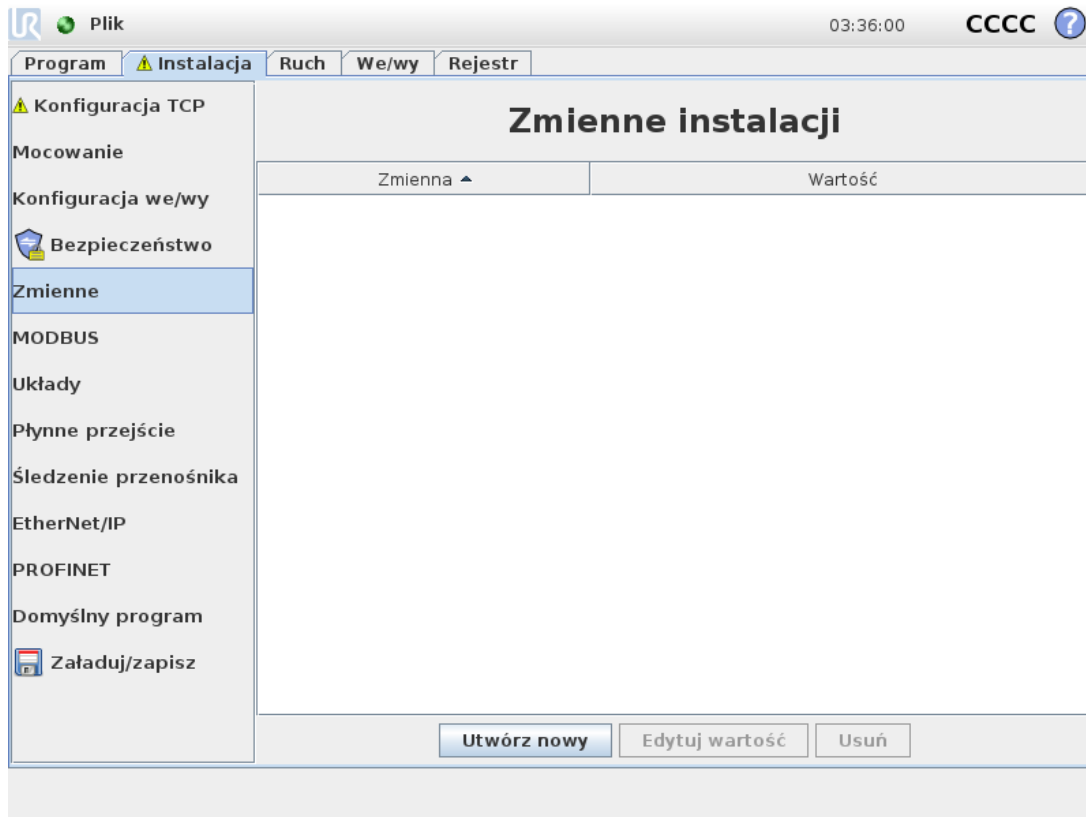 UR Plik 03:36:00 CCCC ?
Program Instalacja Ruch We/wy Rejestr
Konfiguracja TCP
Mocowanie
Konfiguracja we/wy
Bezpieczeństwo
Zmienne
MODBUS
Układy
Płynne przejście
Śledzenie przenośnika
EtherNet/IP
PROFINET
Domyślny program
Załaduj/zapisz
Zmienne instalacji
Zmienna Wartość
Utwórz nowy Edytuj wartość Usuń